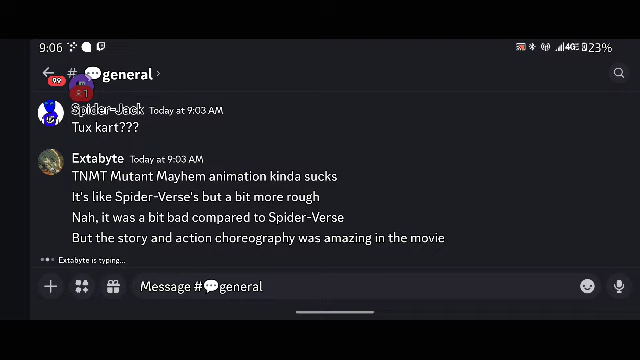 9:06 4G 23%
# 💬general ›
99
Spider-Jack Today at 9:03 AM
Tux kart???
Extabyte Today at 9:03 AM
TNMT Mutant Mayhem animation kinda sucks
It's like Spider-Verse's but a bit more rough
Nah, it was a bit bad compared to Spider-Verse
But the story and action choreography was amazing in the movie
Extabyte is typing...
Message #💬general